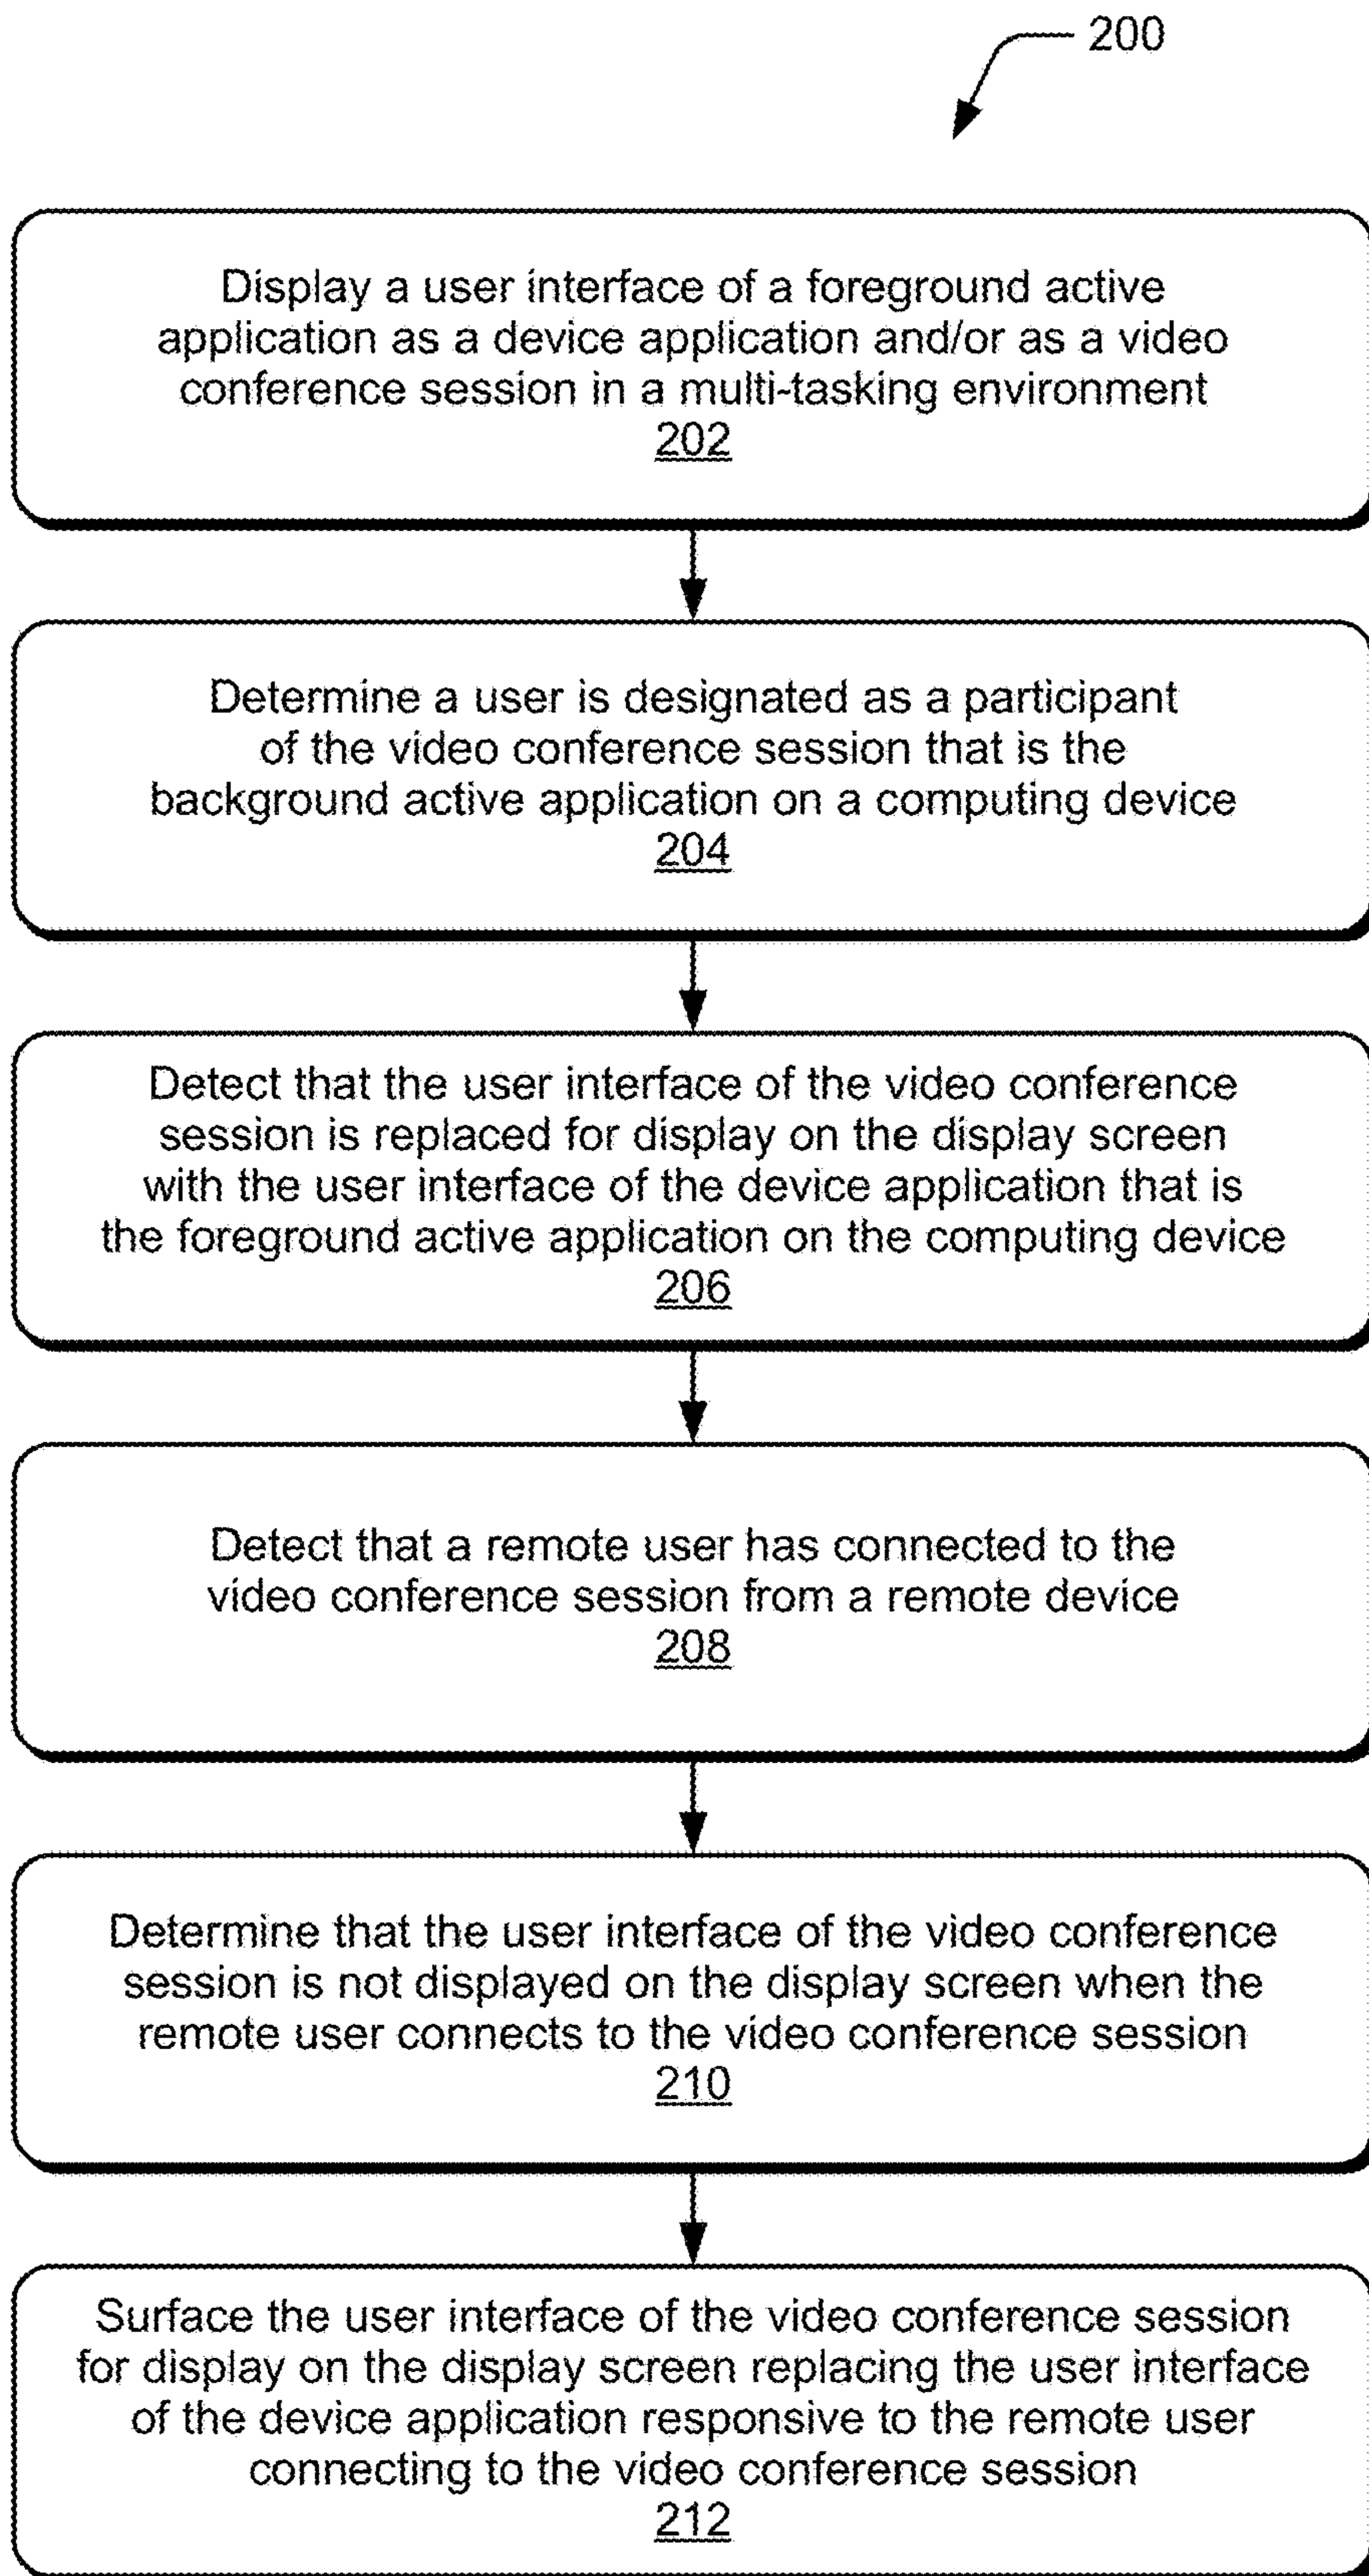 200
Display a user interface of a foreground active
application as a device application and/or as a video
conference session in a multi-tasking environment
202
Determine a user is designated as a participant
of the video conference session that is the
background active application on a computing device
204
Detect that the user interface of the video conference
session is replaced for display on the display screen
with the user interface of the device application that is
the foreground active application on the computing device
206
Detect that a remote user has connected to the
video conference session from a remote device
208
Determine that the user interface of the video conference
session is not displayed on the display screen when the
remote user connects to the video conference session
210
Surface the user interface of the video conference session
for display on the display screen replacing the user interface
of the device application responsive to the remote user
connecting to the video conference session
212